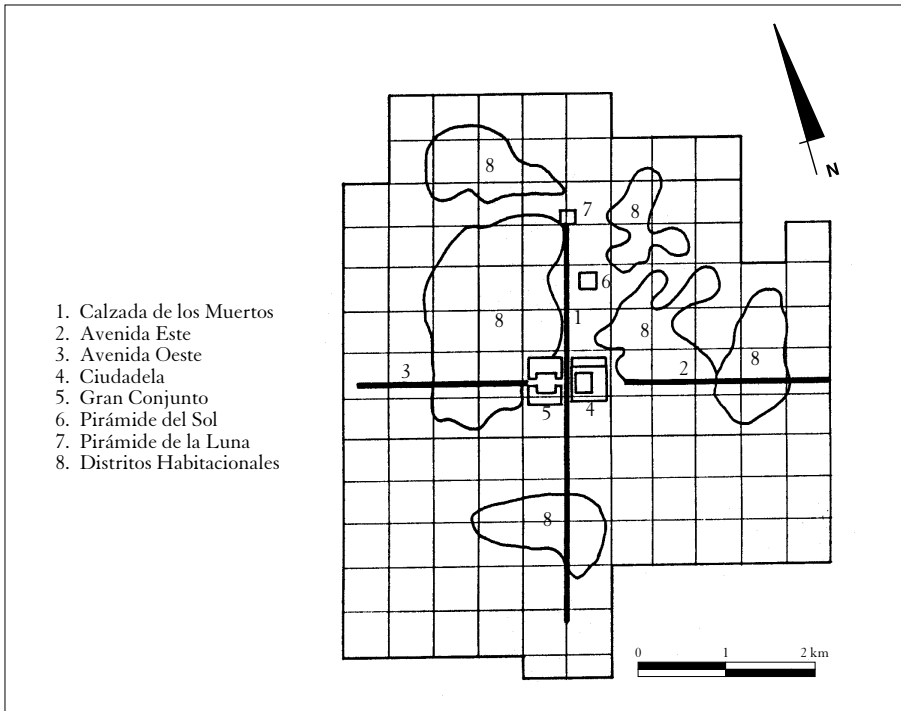 1. Calzada de los Muertos
2. Avenida Este
3. Avenida Oeste
4. Ciudadela
5. Gran Conjunto
6. Pirámide del Sol
7. Pirámide de la Luna
8. Distritos Habitacionales
N
8
7
8
6
8
1
8
8
3
2
5
4
8
0 1 2 km